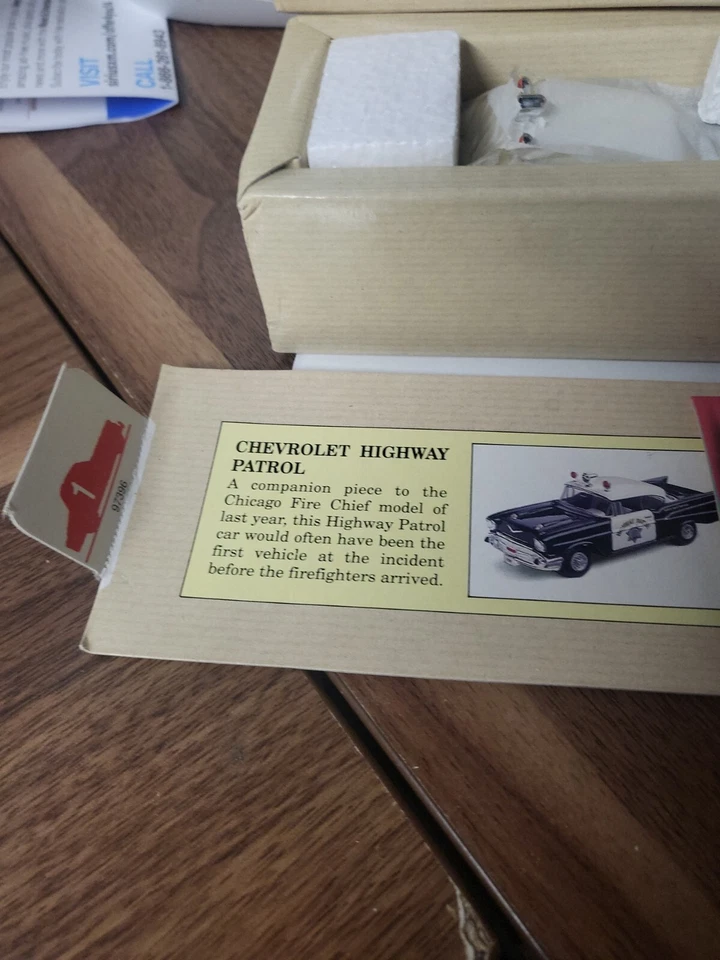 VISIT
CALL
CHEVROLET HIGHWAY
PATROL
A companion piece to the
Chicago Fire Chief model of
last year, this Highway Patrol
car would often have been the
first vehicle at the incident
before the firefighters arrived.
1
97396